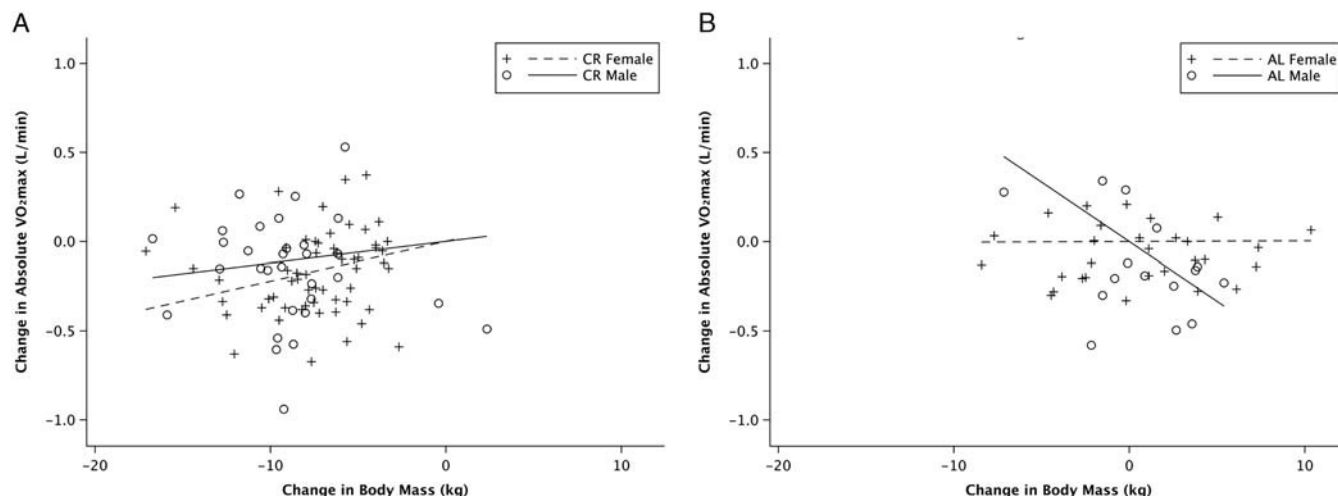 A
1.0
0.5
0.0
−0.5
−1.0
Change in Absolute VO₂max (L/min)
−20
−10
0
10
Change in Body Mass (kg)
CR Female
CR Male
B
1.0
0.5
0.0
−0.5
−1.0
Change in Absolute VO₂max (L/min)
−20
−10
0
10
Change in Body Mass (kg)
AL Female
AL Male